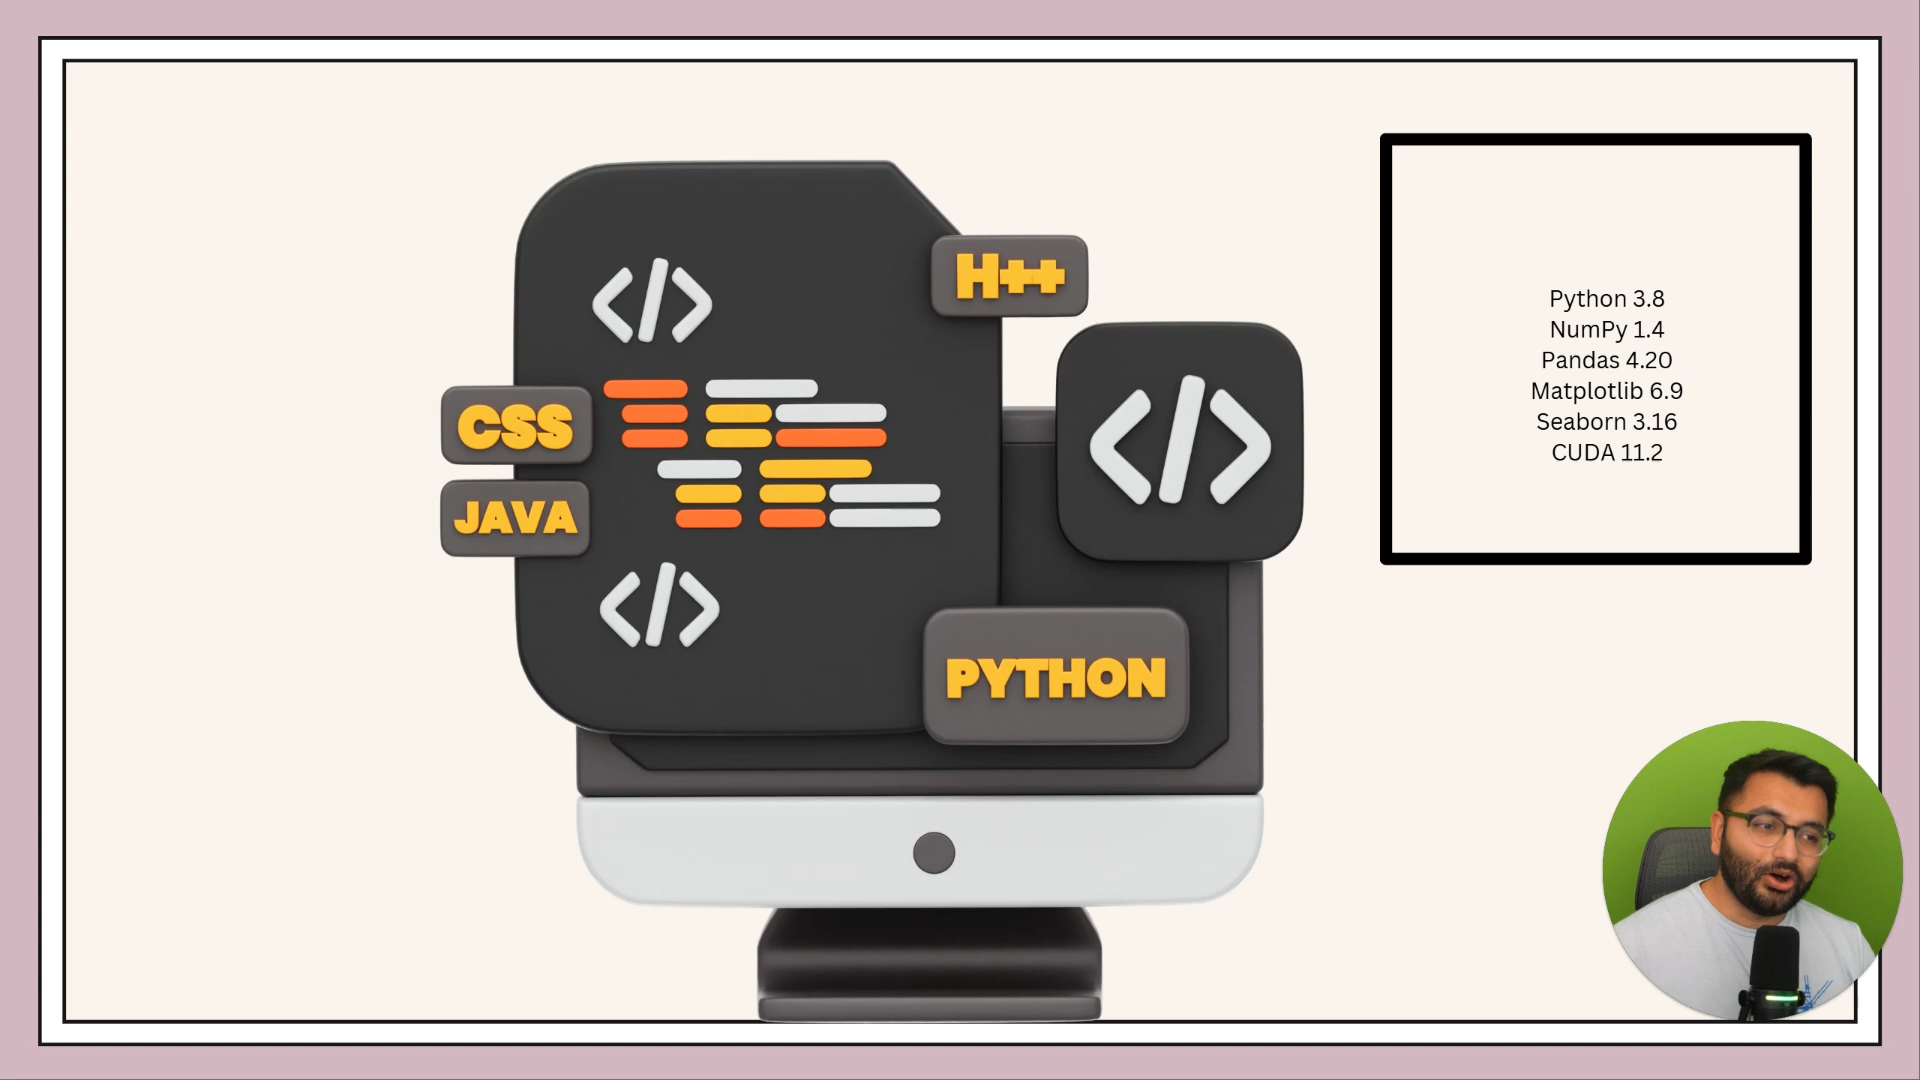 H++
CSS
JAVA
PYTHON
Python 3.8
NumPy 1.4
Pandas 4.20
Matplotlib 6.9
Seaborn 3.16
CUDA 11.2